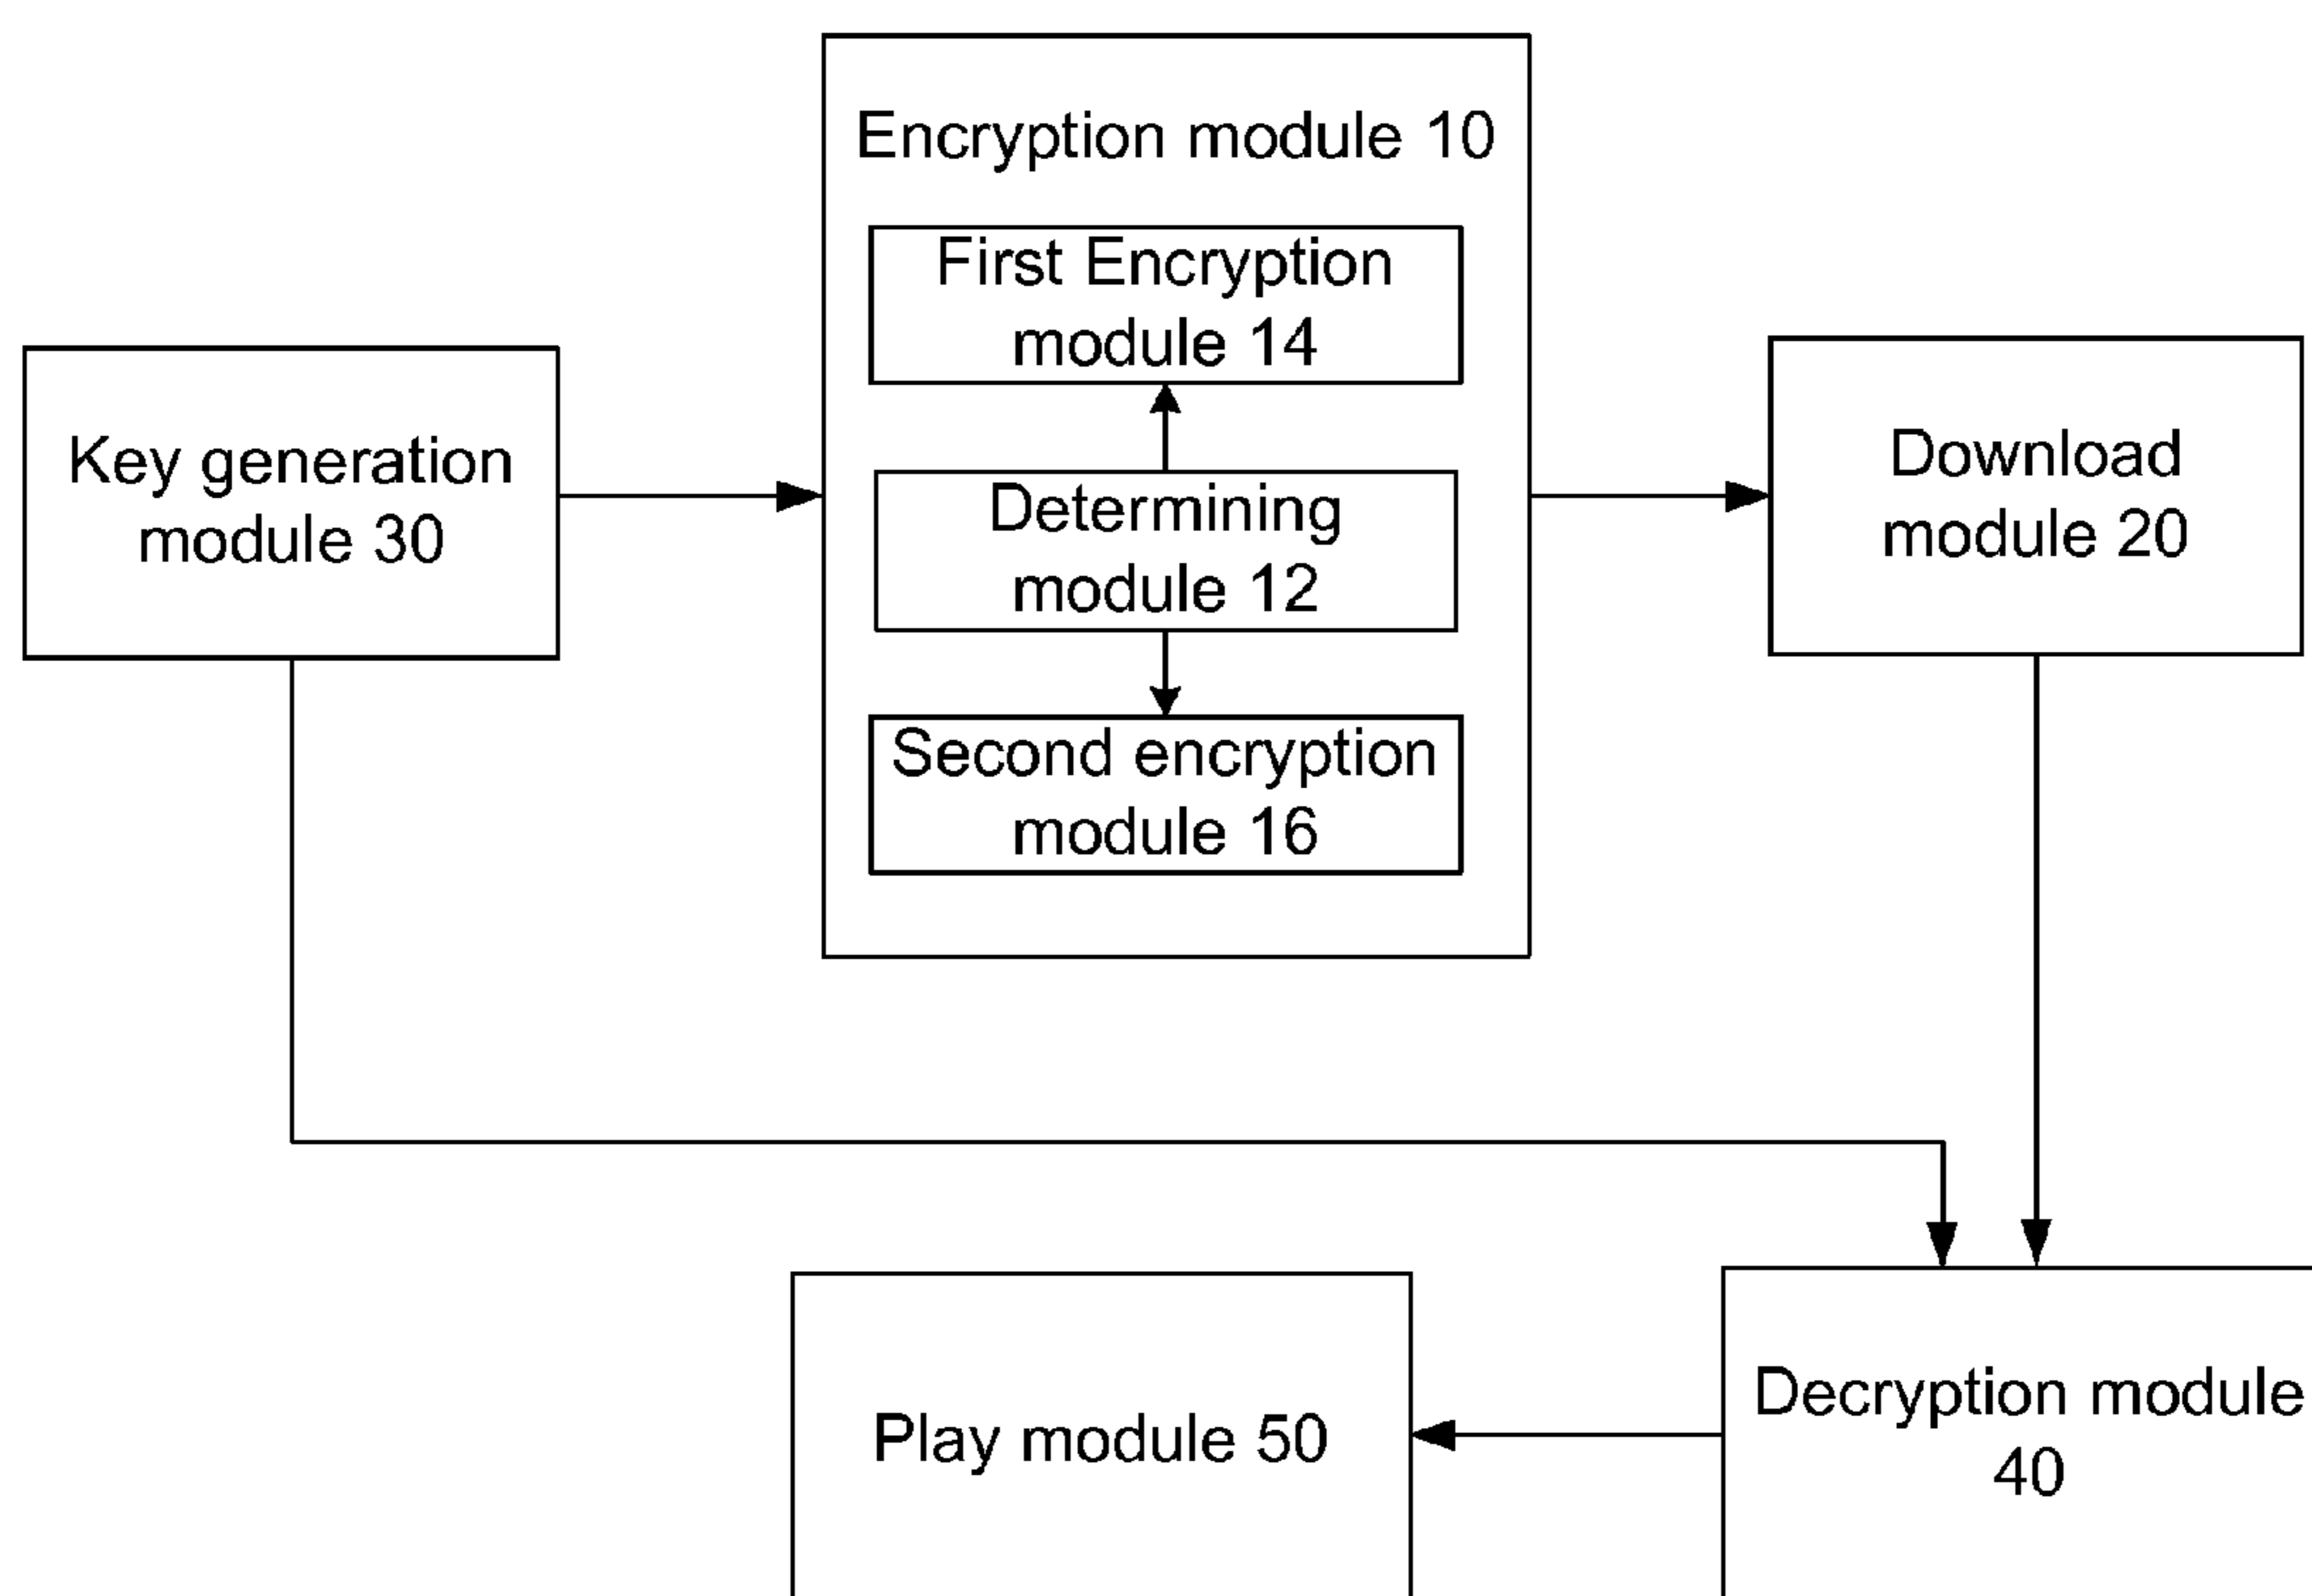 Encryption module 10
First Encryption
module 14
Key generation
module 30
Determining
module 12
Download
module 20
Second encryption
module 16
Play module 50
Decryption module
40